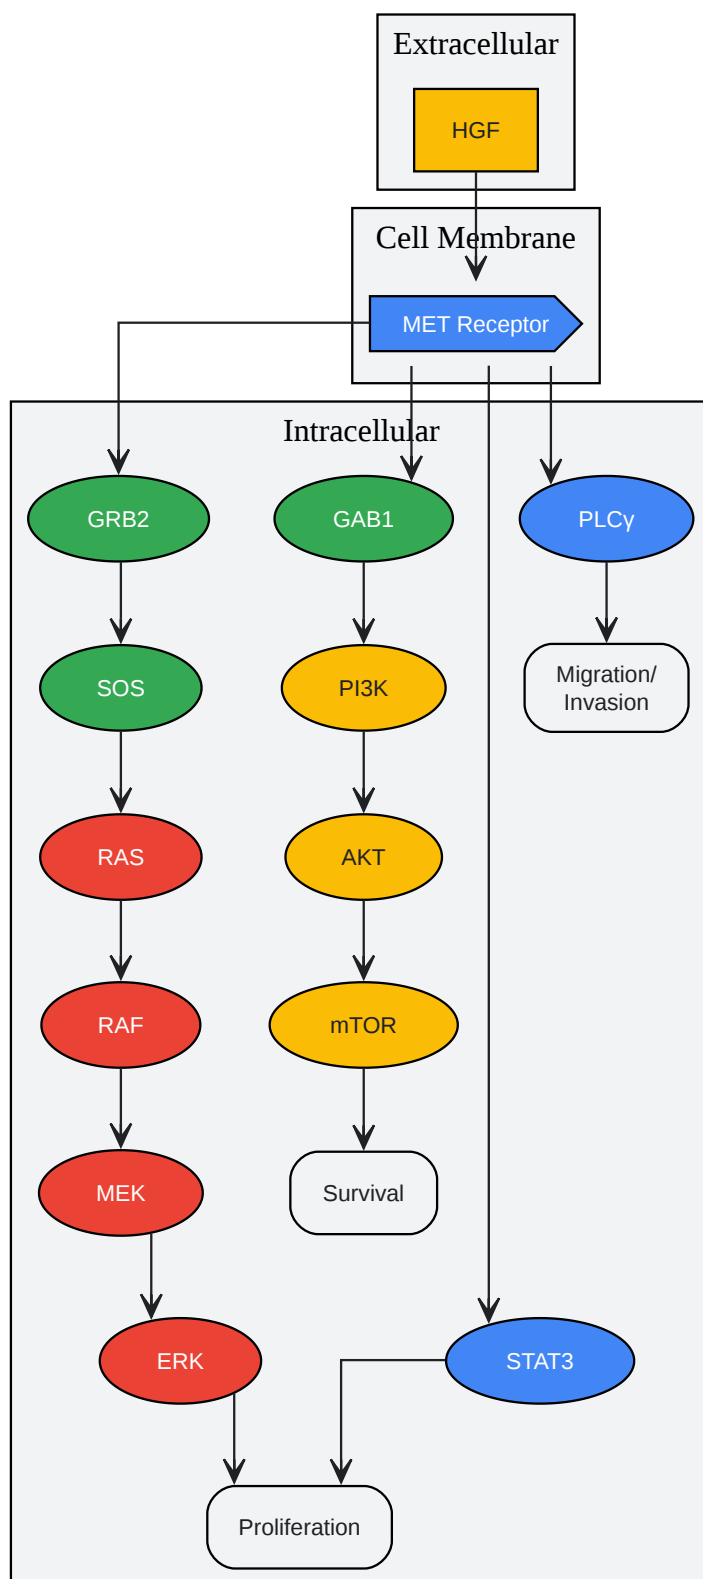 Extracellular
HGF
Cell Membrane
MET Receptor
Intracellular
GRB2
GAB1
PLCγ
SOS
PI3K
Migration/
Invasion
RAS
AKT
RAF
mTOR
MEK
Survival
ERK
STAT3
Proliferation